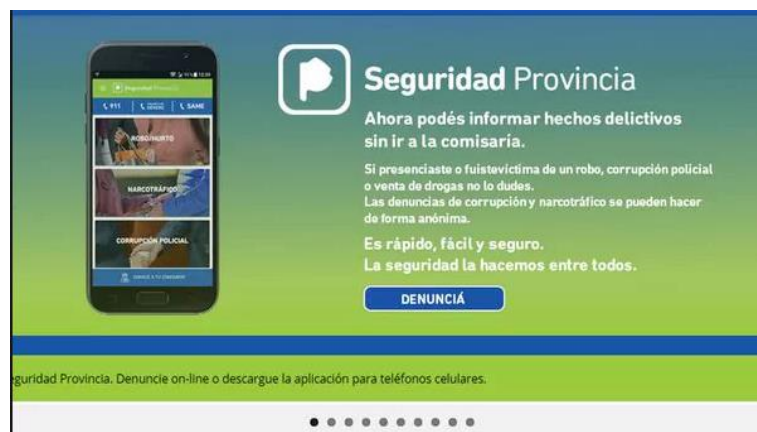 911
SAME
ROBO/HURTO
NARCOTRÁFICO
CORRUPCIÓN POLICIAL
Seguridad Provincia
Ahora podés informar hechos delictivos
sin ir a la comisaría.
Si presenciaste o fuistevíctima de un robo, corrupción policial
o venta de drogas no lo dudes.
Las denuncias de corrupción y narcotráfico se pueden hacer
de forma anónima.
Es rápido, fácil y seguro.
La seguridad la hacemos entre todos.
DENUNCIÁ
eguridad Provincia. Denuncie on-line o descargue la aplicación para teléfonos celulares.